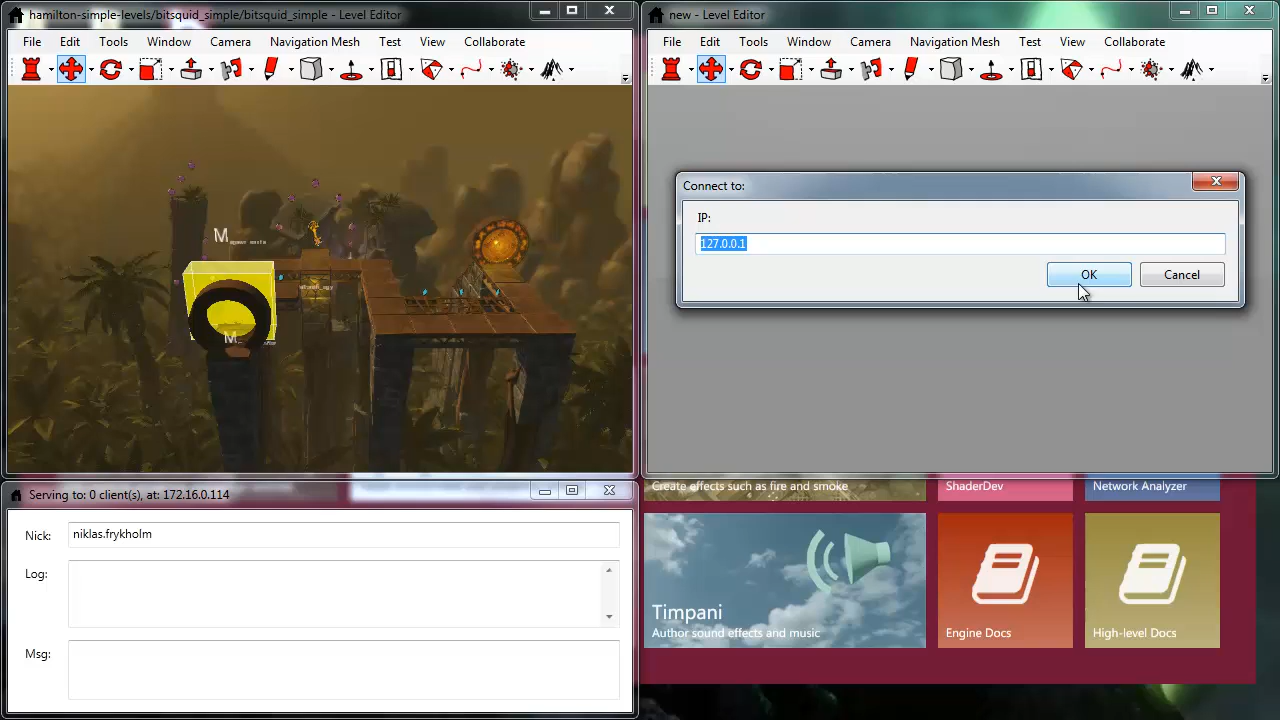 hamilton-simple-levels/bitsquid_simple/bitsquid_simple - Level Editor
File Edit Tools Window Camera Navigation Mesh Test View Collaborate
M
M
new - Level Editor
File Edit Tools Window Camera Navigation Mesh Test View Collaborate
Connect to:
IP:
127.0.0.1
OK Cancel
Serving to: 0 client(s), at: 172.16.0.114
Nick: niklas.frykholm
Log:
Msg:
Create effects such as fire and smoke
ShaderDev
Network Analyzer
Timpani
Author sound effects and music
Engine Docs
High-level Docs